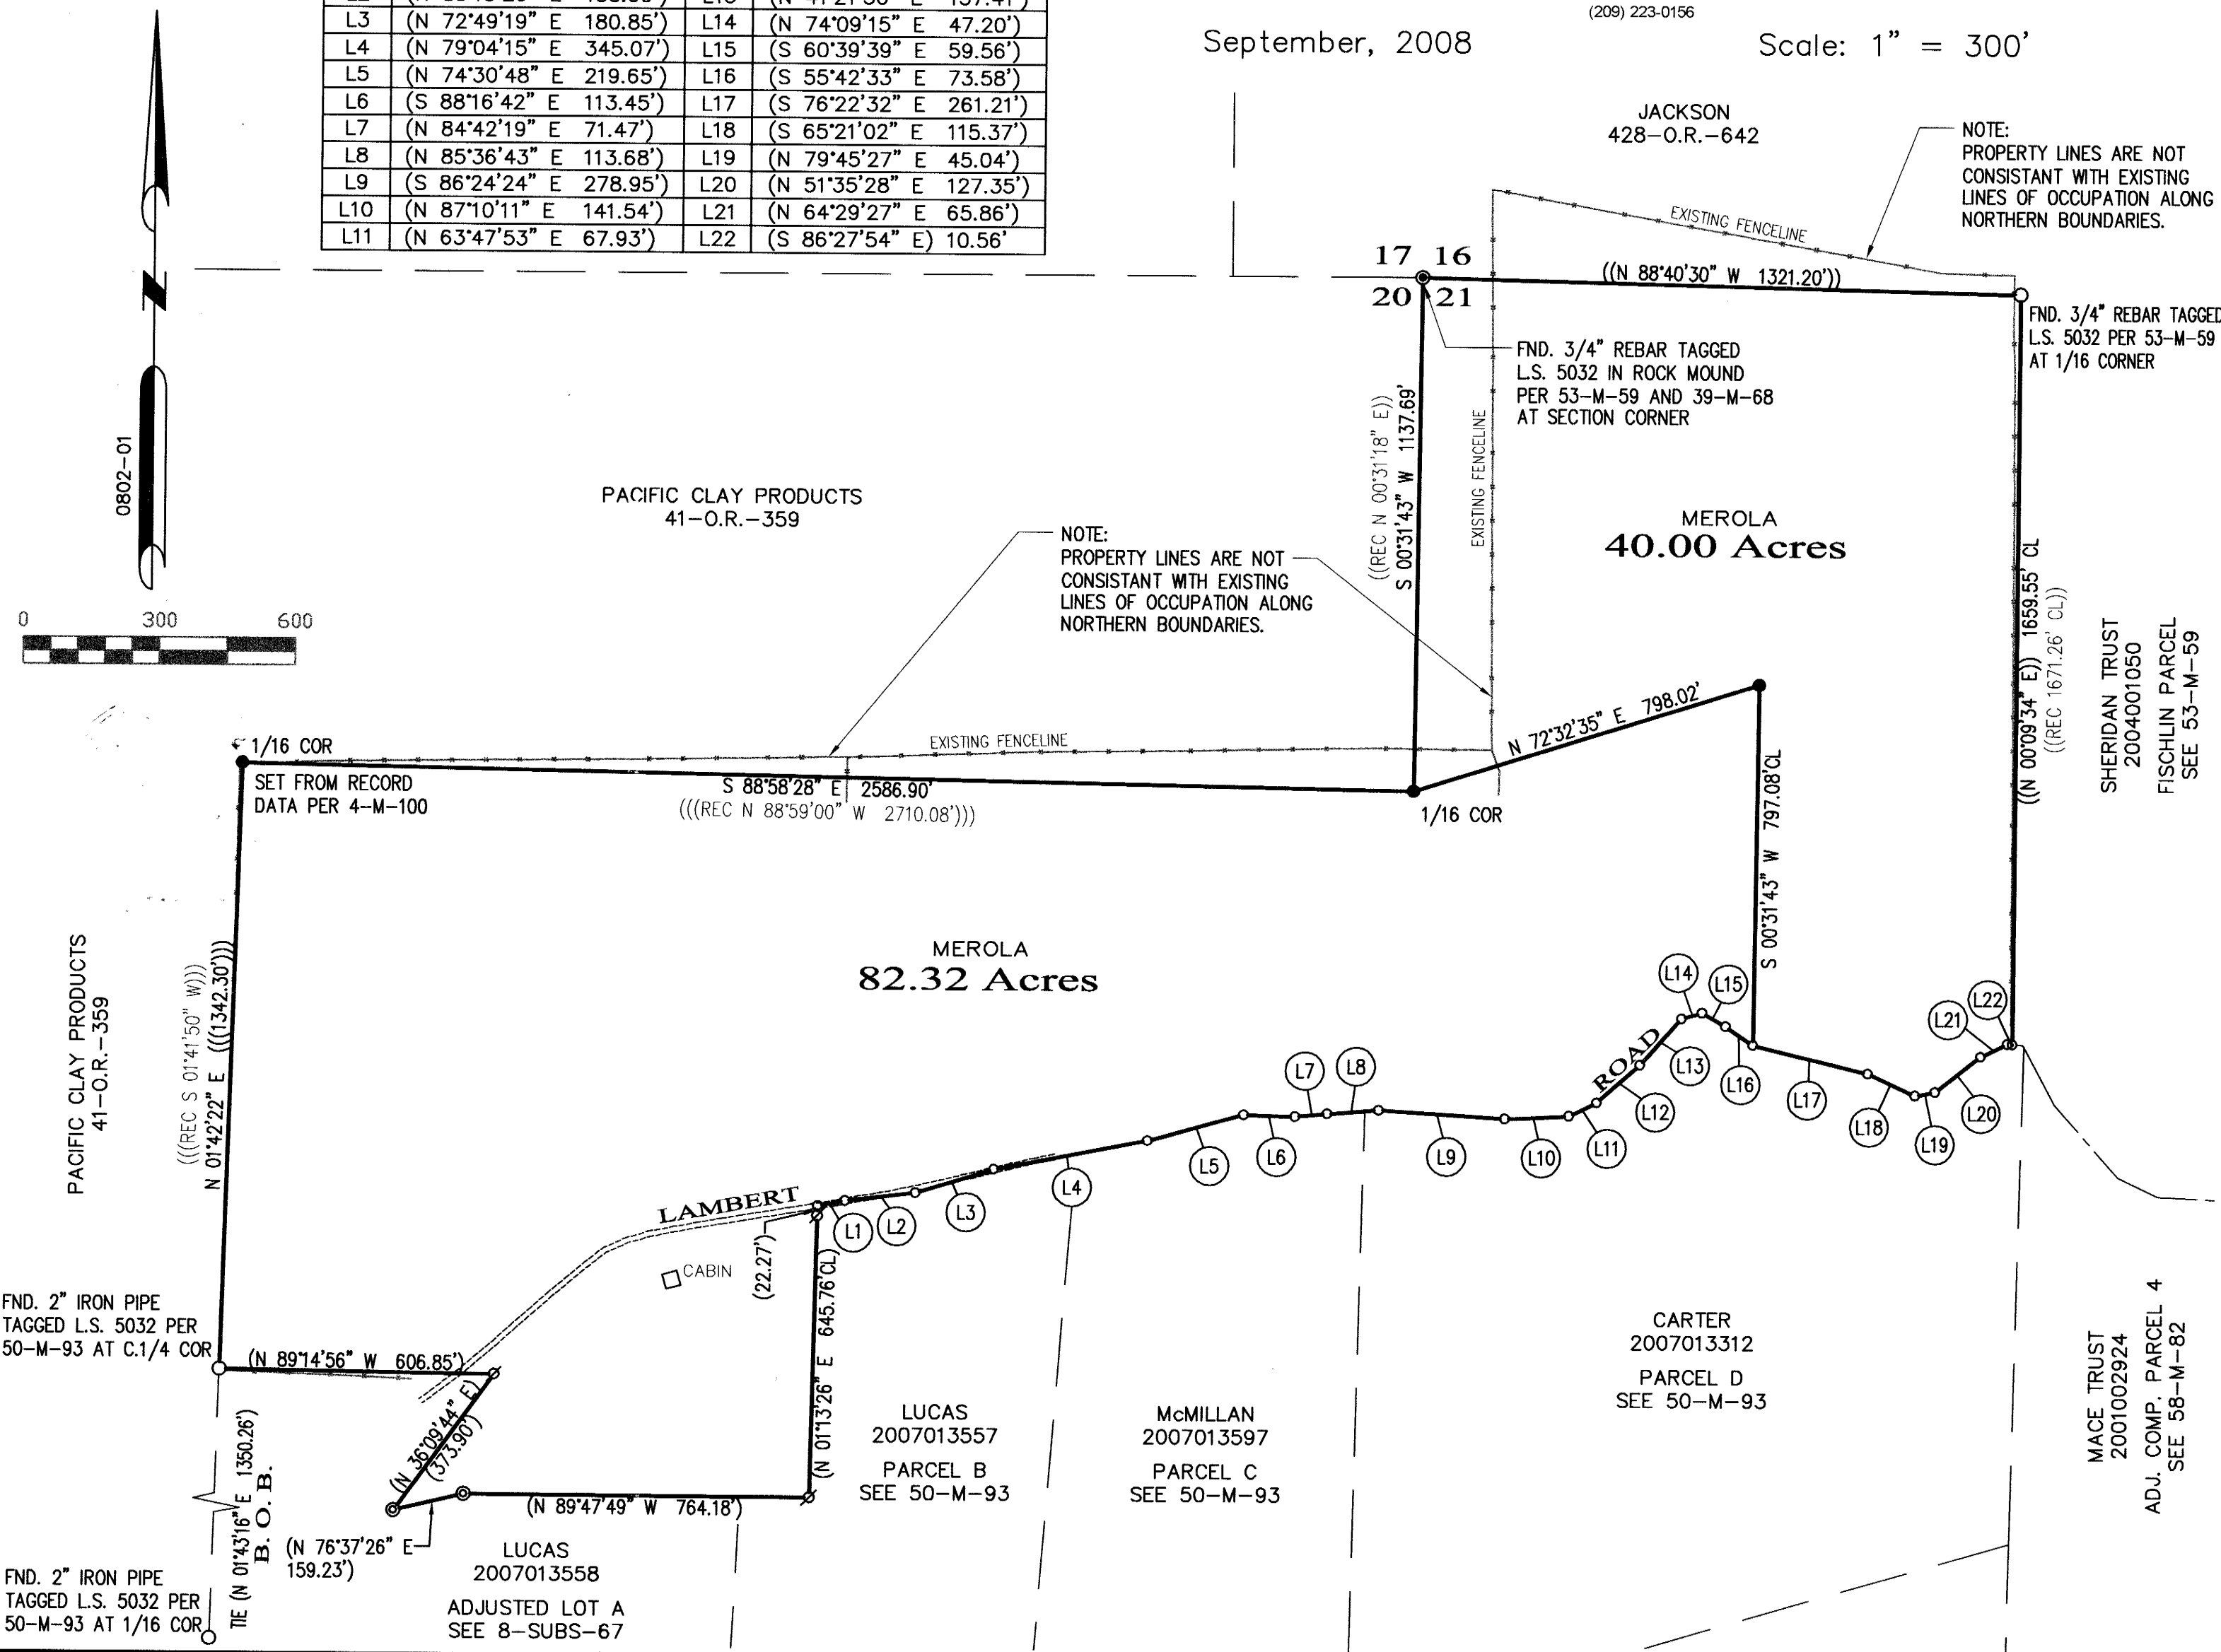 L3 (N 72°49'19" E 180.85') L14 (N 74°09'15" E 47.20')
L4 (N 79°04'15" E 345.07') L15 (S 60°39'39" E 59.56')
L5 (N 74°30'48" E 219.65') L16 (S 55°42'33" E 73.58')
L6 (S 88°16'42" E 113.45') L17 (S 76°22'32" E 261.21')
L7 (N 84°42'19" E 71.47') L18 (S 65°21'02" E 115.37')
L8 (N 85°36'43" E 113.68') L19 (N 79°45'27" E 45.04')
L9 (S 86°24'24" E 278.95') L20 (N 51°35'28" E 127.35')
L10 (N 87°10'11" E 141.54') L21 (N 64°29'27" E 65.86')
L11 (N 63°47'53" E 67.93') L22 (S 86°27'54" E) 10.56'
(209) 223-0156
September, 2008
Scale: 1" = 300'
JACKSON
428-O.R.-642
NOTE:
PROPERTY LINES ARE NOT
CONSISTANT WITH EXISTING
LINES OF OCCUPATION ALONG
NORTHERN BOUNDARIES.
EXISTING FENCELINE
17 16
20 21
((N 88°40'30" W 1321.20'))
FND. 3/4" REBAR TAGGED
L.S. 5032 PER 53-M-59
AT 1/16 CORNER
FND. 3/4" REBAR TAGGED
L.S. 5032 IN ROCK MOUND
PER 53-M-59 AND 39-M-68
AT SECTION CORNER
N
0802-01
0 300 600
PACIFIC CLAY PRODUCTS
41-O.R.-359
NOTE:
PROPERTY LINES ARE NOT
CONSISTANT WITH EXISTING
LINES OF OCCUPATION ALONG
NORTHERN BOUNDARIES.
((REC N 00°31'18" E))
S 00°31'43" W 1137.69'
EXISTING FENCELINE
MEROLA
40.00 Acres
((N 00°09'34" E)) 1659.55' CL
((REC 1671.26' CL))
SHERIDAN TRUST
2004001050
FISCHLIN PARCEL
SEE 53-M-59
1/16 COR
SET FROM RECORD
DATA PER 4-M-100
EXISTING FENCELINE
S 88°58'28" E 2586.90'
(((REC N 88°59'00" W 2710.08')))
N 72°32'35" E 798.02'
1/16 COR
S 00°31'43" W 797.08'CL
PACIFIC CLAY PRODUCTS
41-O.R.-359
(((REC S 01°41'50" W)))
N 01°42'22" E (((1342.30')))
MEROLA
82.32 Acres
L14
L15
L22
L21
L7
L8
ROAD
L13
L16
L17
L12
L20
L18
L19
L11
L10
L9
L6
L5
L4
L3
L2
L1
LAMBERT
CABIN
(22.27')
(N 01°13'26" E 645.76'CL)
FND. 2" IRON PIPE
TAGGED L.S. 5032 PER
50-M-93 AT C.1/4 COR
(N 89°14'56" W 606.85')
(N 36°09'44" E)
(373.90')
(N 89°47'49" W 764.18')
(N 76°37'26" E
159.23')
TIE (N 01°43'16" E 1350.26')
B. O. B.
FND. 2" IRON PIPE
TAGGED L.S. 5032 PER
50-M-93 AT 1/16 COR
LUCAS
2007013558
ADJUSTED LOT A
SEE 8-SUBS-67
LUCAS
2007013557
PARCEL B
SEE 50-M-93
McMILLAN
2007013597
PARCEL C
SEE 50-M-93
CARTER
2007013312
PARCEL D
SEE 50-M-93
MACE TRUST
2001002924
ADJ. COMP. PARCEL 4
SEE 58-M-82